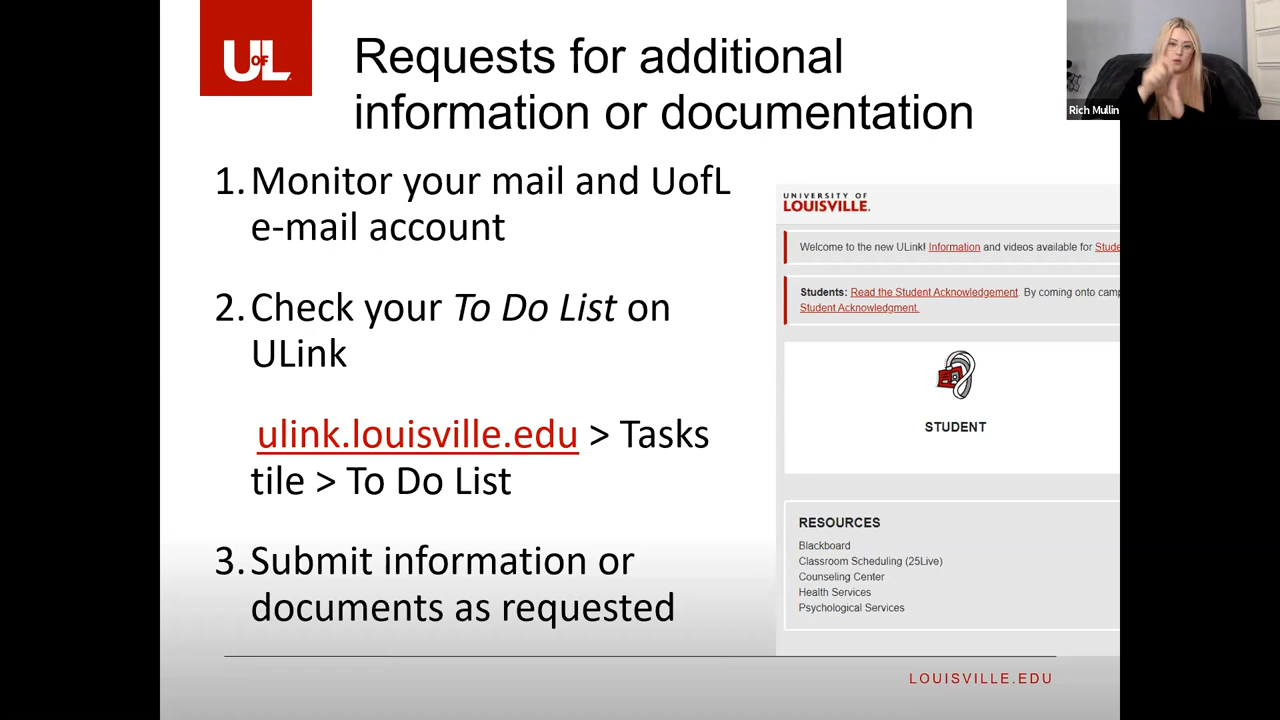 UofL
Requests for additional
information or documentation
Rich Mullin
1. Monitor your mail and UofL
e-mail account
2. Check your To Do List on
ULink
ulink.louisville.edu > Tasks
tile > To Do List
3. Submit information or
documents as requested
UNIVERSITY OF
LOUISVILLE.
Welcome to the new ULink! Information and videos available for Stude
Students: Read the Student Acknowledgement. By coming onto camp
Student Acknowledgment.
STUDENT
RESOURCES
Blackboard
Classroom Scheduling (25Live)
Counseling Center
Health Services
Psychological Services
LOUISVILLE.EDU